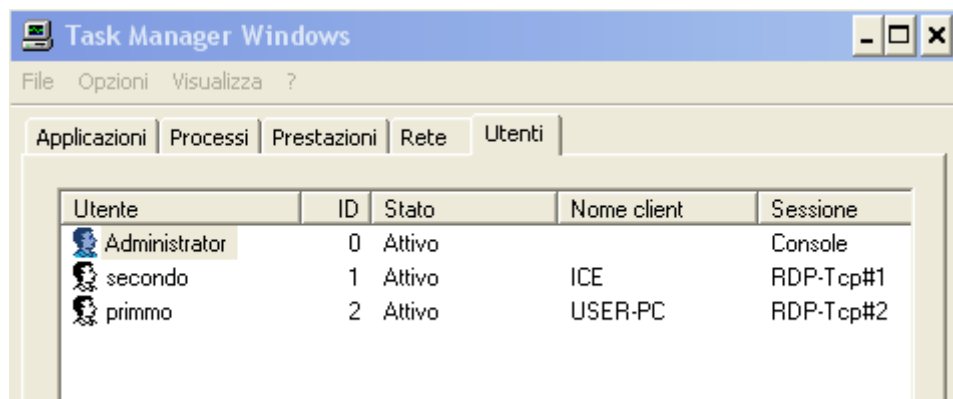 Task Manager Windows
File Opzioni Visualizza ?
Applicazioni Processi Prestazioni Rete Utenti
Utente ID Stato Nome client Sessione
Administrator 0 Attivo Console
secondo 1 Attivo ICE RDP-Tcp#1
primmo 2 Attivo USER-PC RDP-Tcp#2